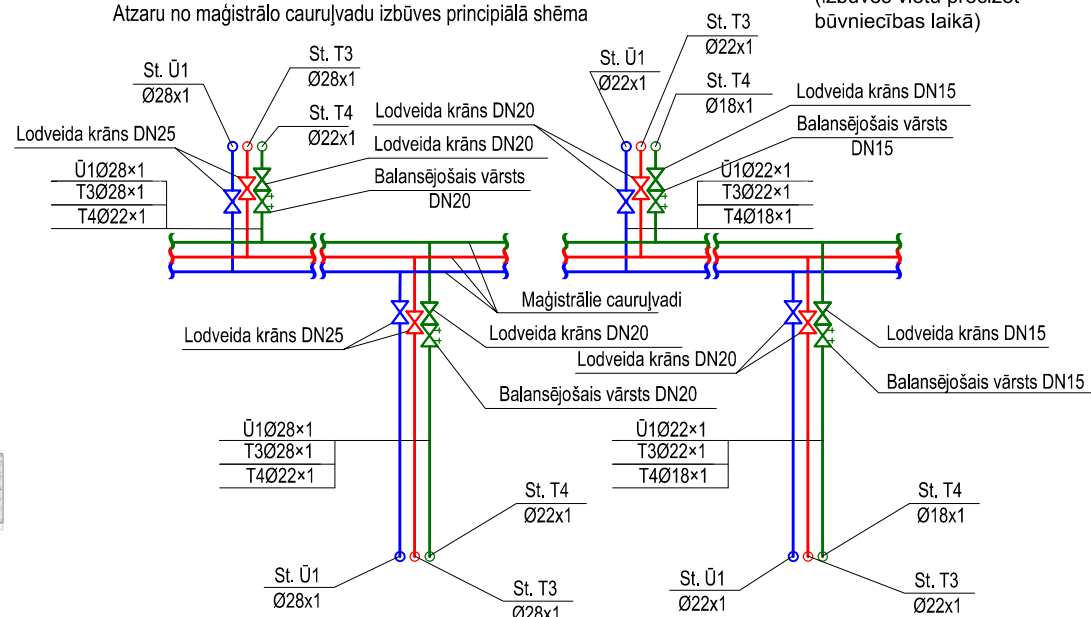 Atzaru no maģistrālo cauruļvadu izbūves principiālā shēma
(izbūves vietu precizēt
būvniecības laikā)
St. Ū1
Ø28x1
St. T3
Ø28x1
St. T4
Ø22x1
Lodveida krāns DN25
Lodveida krāns DN20
Balansējošais vārsts
DN20
Ū1Ø28×1
T3Ø28×1
T4Ø22×1
St. Ū1
Ø22x1
St. T3
Ø22x1
St. T4
Ø18x1
Lodveida krāns DN20
Lodveida krāns DN15
Balansējošais vārsts
DN15
Ū1Ø22×1
T3Ø22×1
T4Ø18×1
Maģistrālie cauruļvadi
Lodveida krāns DN25
Lodveida krāns DN20
Balansējošais vārsts DN20
Ū1Ø28×1
T3Ø28×1
T4Ø22×1
St. T4
Ø22x1
St. Ū1
Ø28x1
St. T3
Ø28x1
Lodveida krāns DN20
Lodveida krāns DN15
Balansējošais vārsts DN15
Ū1Ø22×1
T3Ø22×1
T4Ø18×1
St. T4
Ø18x1
St. Ū1
Ø22x1
St. T3
Ø22x1